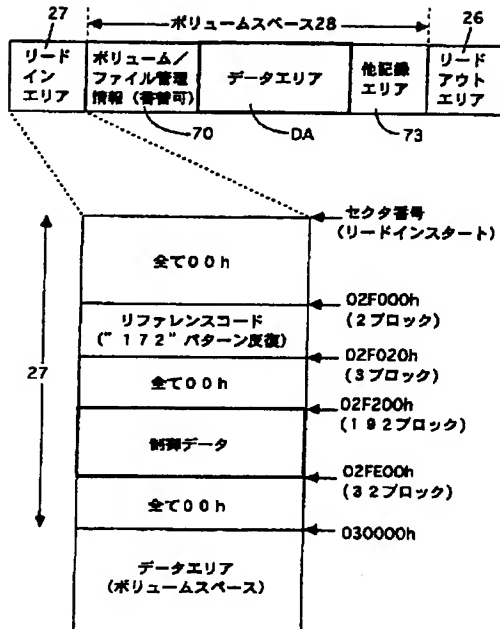 27
ボリュームスペース28
26
リード
イン
エリア
ボリューム／
ファイル管理
情報（書替可）
データエリア
他記録
エリア
リード
アウト
エリア
70
DA
73
セクタ番号
(リードインスタート)
全て００ｈ
02F000h
(２ブロック)
リファレンスコード
("１７２"パターン反復)
02F020h
(３ブロック)
全て００ｈ
02F200h
(１９２ブロック)
27
制御データ
02FE00h
(３２ブロック)
全て００ｈ
030000h
データエリア
(ボリュームスペース)